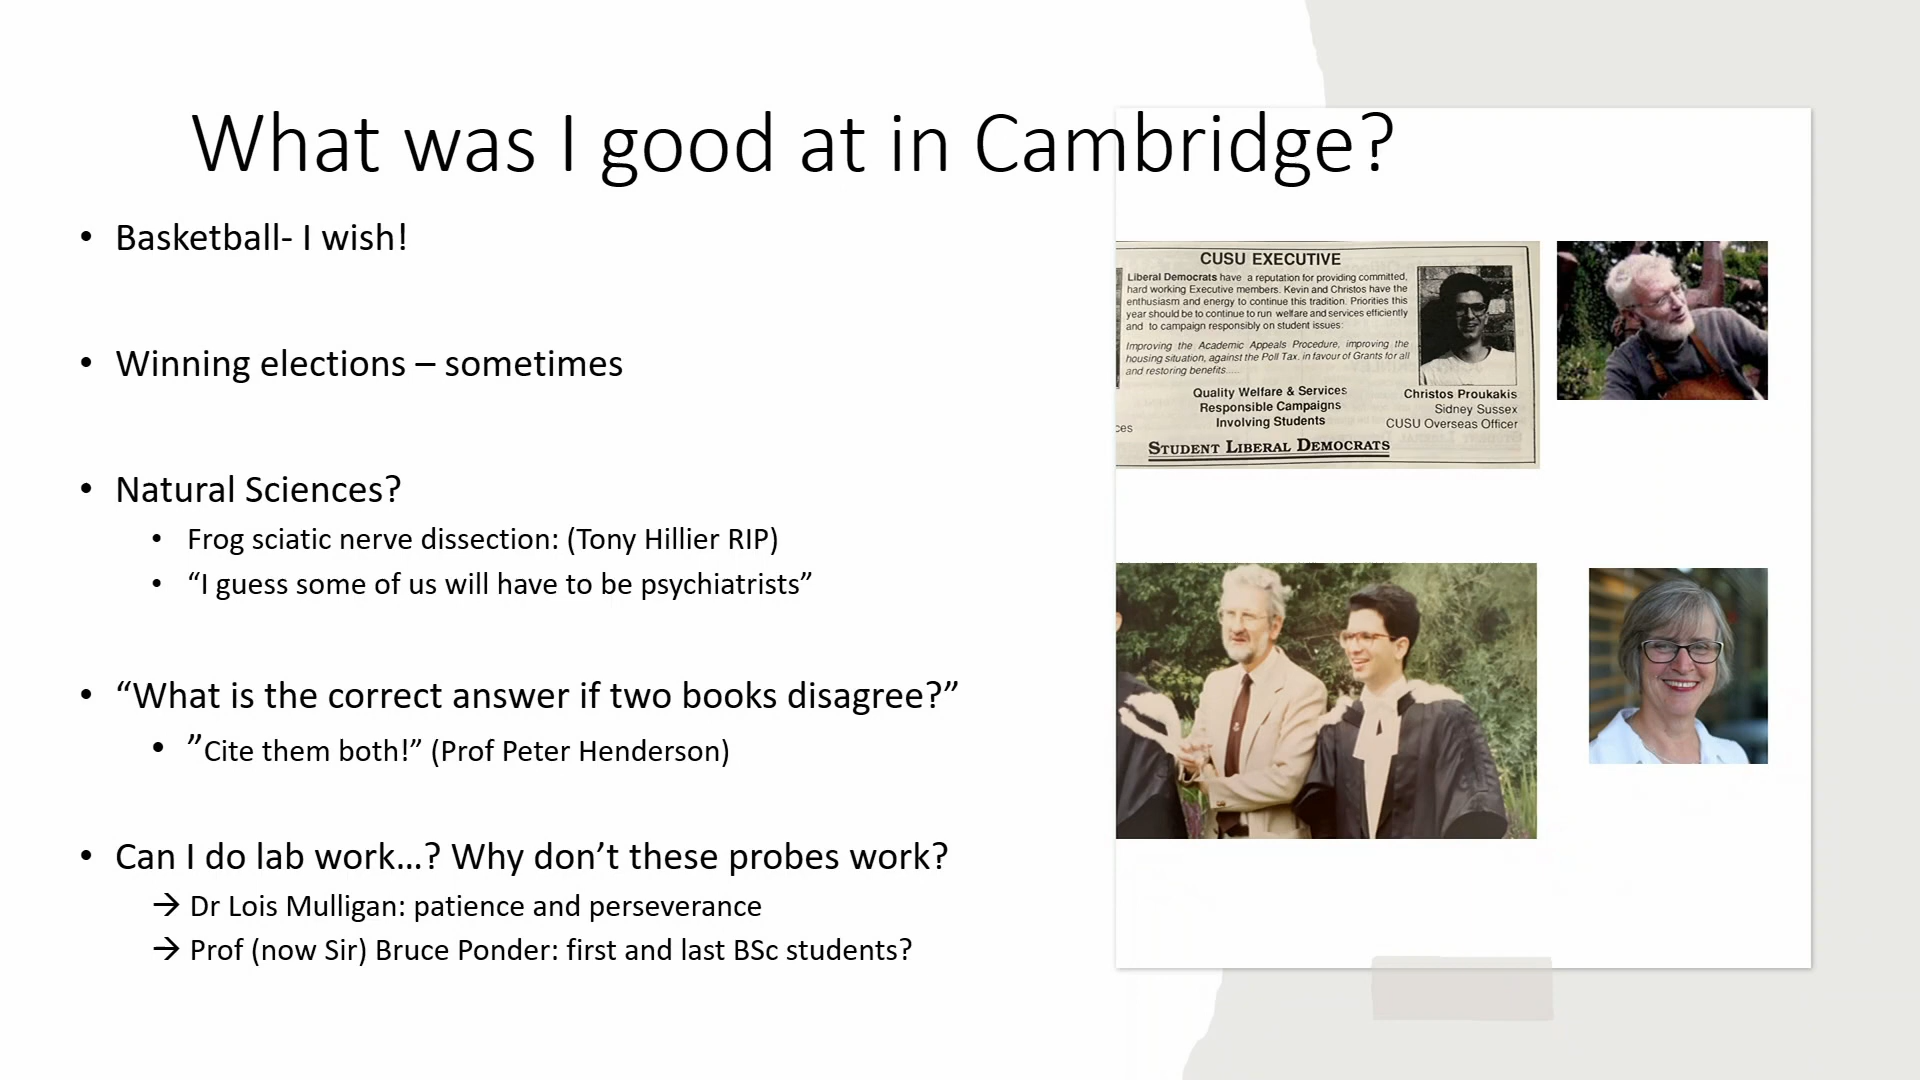 What was I good at in Cambridge?
• Basketball- I wish!
• Winning elections – sometimes
• Natural Sciences?
• Frog sciatic nerve dissection: (Tony Hillier RIP)
• “I guess some of us will have to be psychiatrists”
• “What is the correct answer if two books disagree?”
• ”Cite them both!” (Prof Peter Henderson)
• Can I do lab work…? Why don’t these probes work?
→ Dr Lois Mulligan: patience and perseverance
→ Prof (now Sir) Bruce Ponder: first and last BSc students?
CUSU EXECUTIVE
Liberal Democrats have a reputation for providing committed,
hard working Executive members. Kevin and Christos have the
enthusiasm and energy to continue this tradition. Priorities this
year should be to continue to run welfare and services efficiently
and to campaign responsibly on student issues:
Improving the Academic Appeals Procedure, improving the
housing situation, against the Poll Tax, in favour of Grants for all
and restoring benefits.....
Quality Welfare & Services
Responsible Campaigns
Involving Students
Christos Proukakis
Sidney Sussex
CUSU Overseas Officer
ces
STUDENT LIBERAL DEMOCRATS